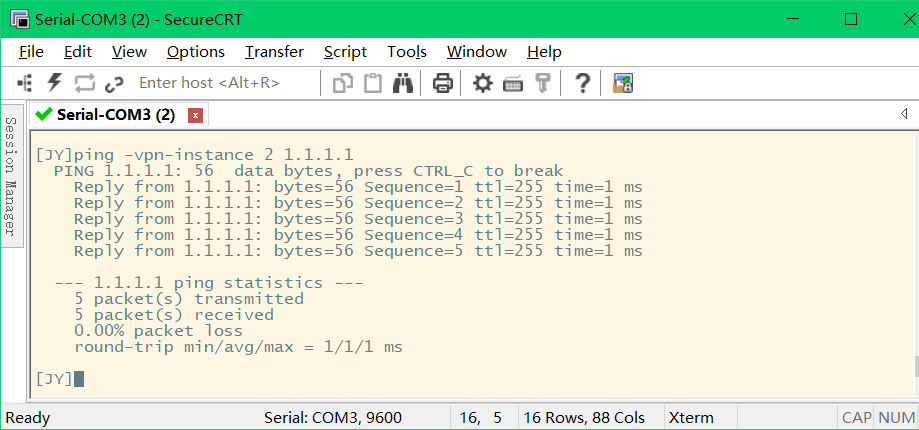 Serial-COM3 (2) - SecureCRT
File Edit View Options Transfer Script Tools Window Help
Enter host <Alt+R>
Session Manager
Serial-COM3 (2)
[JY]ping -vpn-instance 2 1.1.1.1
PING 1.1.1.1: 56  data bytes, press CTRL_C to break
Reply from 1.1.1.1: bytes=56 Sequence=1 ttl=255 time=1 ms
Reply from 1.1.1.1: bytes=56 Sequence=2 ttl=255 time=1 ms
Reply from 1.1.1.1: bytes=56 Sequence=3 ttl=255 time=1 ms
Reply from 1.1.1.1: bytes=56 Sequence=4 ttl=255 time=1 ms
Reply from 1.1.1.1: bytes=56 Sequence=5 ttl=255 time=1 ms
--- 1.1.1.1 ping statistics ---
5 packet(s) transmitted
5 packet(s) received
0.00% packet loss
round-trip min/avg/max = 1/1/1 ms
[JY]
Ready Serial: COM3, 9600 16, 5 16 Rows, 88 Cols Xterm CAP NUM